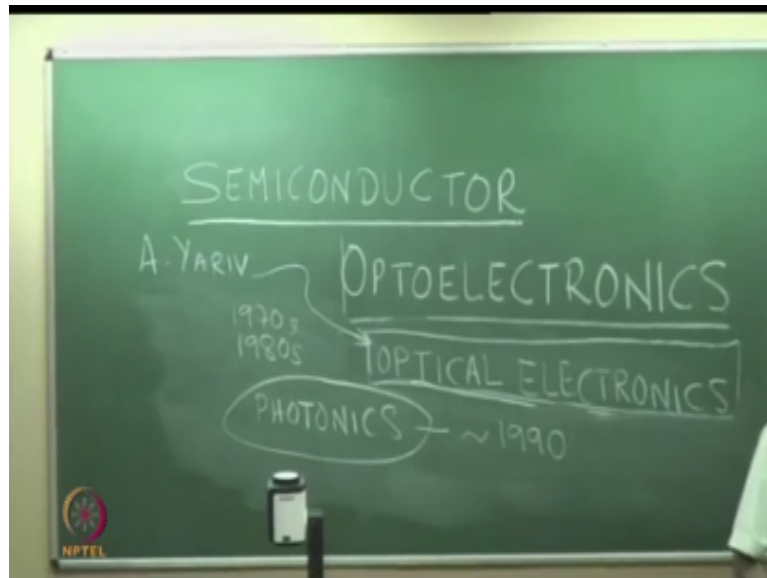 SEMICONDUCTOR
A. YARIV
OPTOELECTRONICS
1970s
1980s
OPTICAL ELECTRONICS
PHOTONICS — ~1990
NPTEL